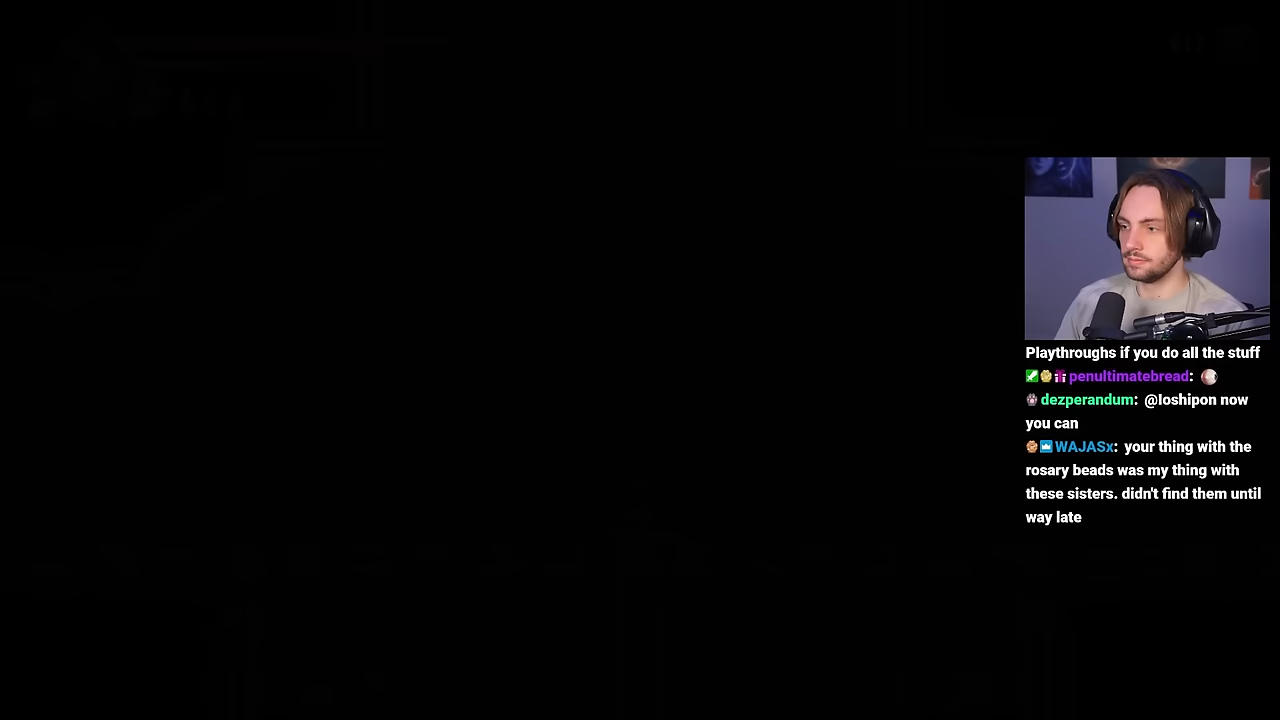 Playthroughs if you do all the stuff
penultimatebread:
dezperandum: @Ioshipon now
you can
WAJASx: your thing with the
rosary beads was my thing with
these sisters. didn't find them until
way late